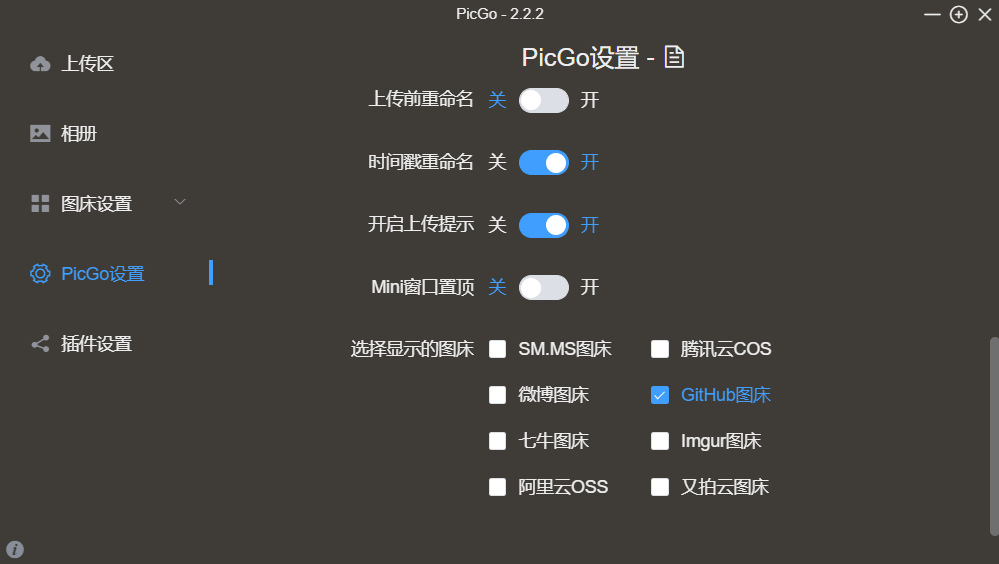 PicGo - 2.2.2
上传区
相册
图床设置
PicGo设置
插件设置
PicGo设置 -
上传前重命名 关 开
时间戳重命名 关 开
开启上传提示 关 开
Mini窗口置顶 关 开
选择显示的图床 SM.MS图床 腾讯云COS
微博图床 GitHub图床
七牛图床 Imgur图床
阿里云OSS 又拍云图床